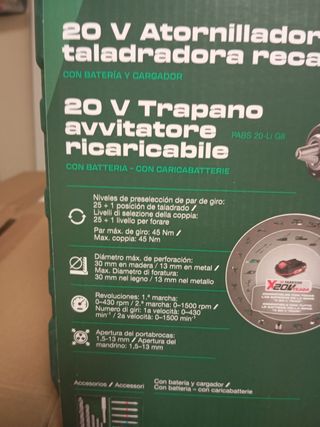 20 V Atornillador
taladradora reca
CON BATERÍA Y CARGADOR
20 V Trapano
avvitatore PABS 20-Li G8
ricaricabile
CON BATTERIA – CON CARICABATTERIE
Niveles de preselección de par de giro:
25 + 1 posición de taladrado /
Livelli di selezione della coppia:
25 + 1 livello per forare
Par máx. de giro: 45 Nm /
Max. coppia: 45 Nm
Diámetro máx. de perforación:
30 mm en madera / 13 mm en metal /
Max. Diametro di foratura:
30 mm nel legno / 13 mm nel metallo
Revoluciones: 1.ª marcha:
0–430 rpm / 2.ª marcha: 0–1500 rpm /
Numero di giri: 1a velocità: 0–430
min⁻¹ / 2a velocità: 0–1500 min⁻¹
Apertura del portabrocas:
1,5–13 mm / Apertura del
mandrino: 1,5–13 mm
PARKSIDE
X20V TEAM
Accesorios / Accessori
Con batería y cargador /
Con batteria – con caricabatterie